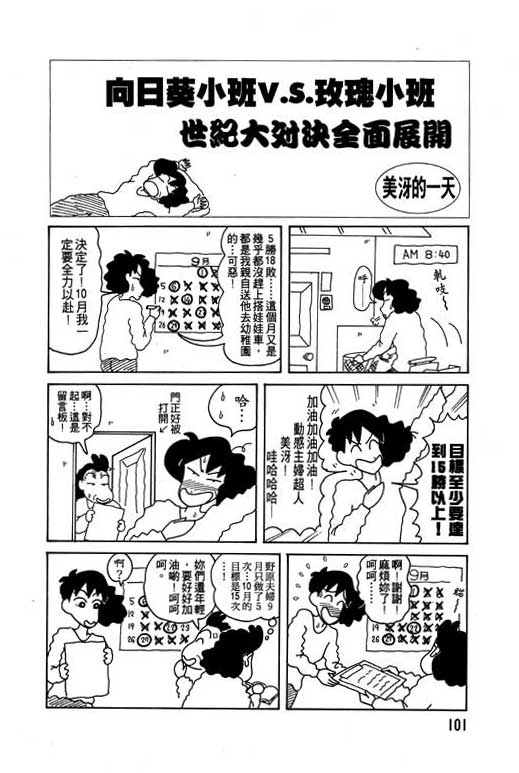 向日葵小班V.S.玫瑰小班
世紀大対決全面展開
美涯的一天
AM 8:40
軋吱～
呼～
9月
5勝18敗……這個月又是
幾乎都沒趕上搭娃娃車，
都是我親自送他去幼稚園
的…可惡！
決定了！10月我一
定要全力以赴！
目標至少要達
到15勝以上！
加油加油加油！
動感主婦超人
美涯！
哇哈哈哈
哈…
門正好被
打開
啊…對不
起…這是
留言板！
啊！謝謝
麻煩妳了！
呵呵……
9月
野原夫婦9
月只做了5
次…10月的
目標是15次
…！
妳們還年輕
，要好好加
油喲！呵呵
呵。
啊？
101